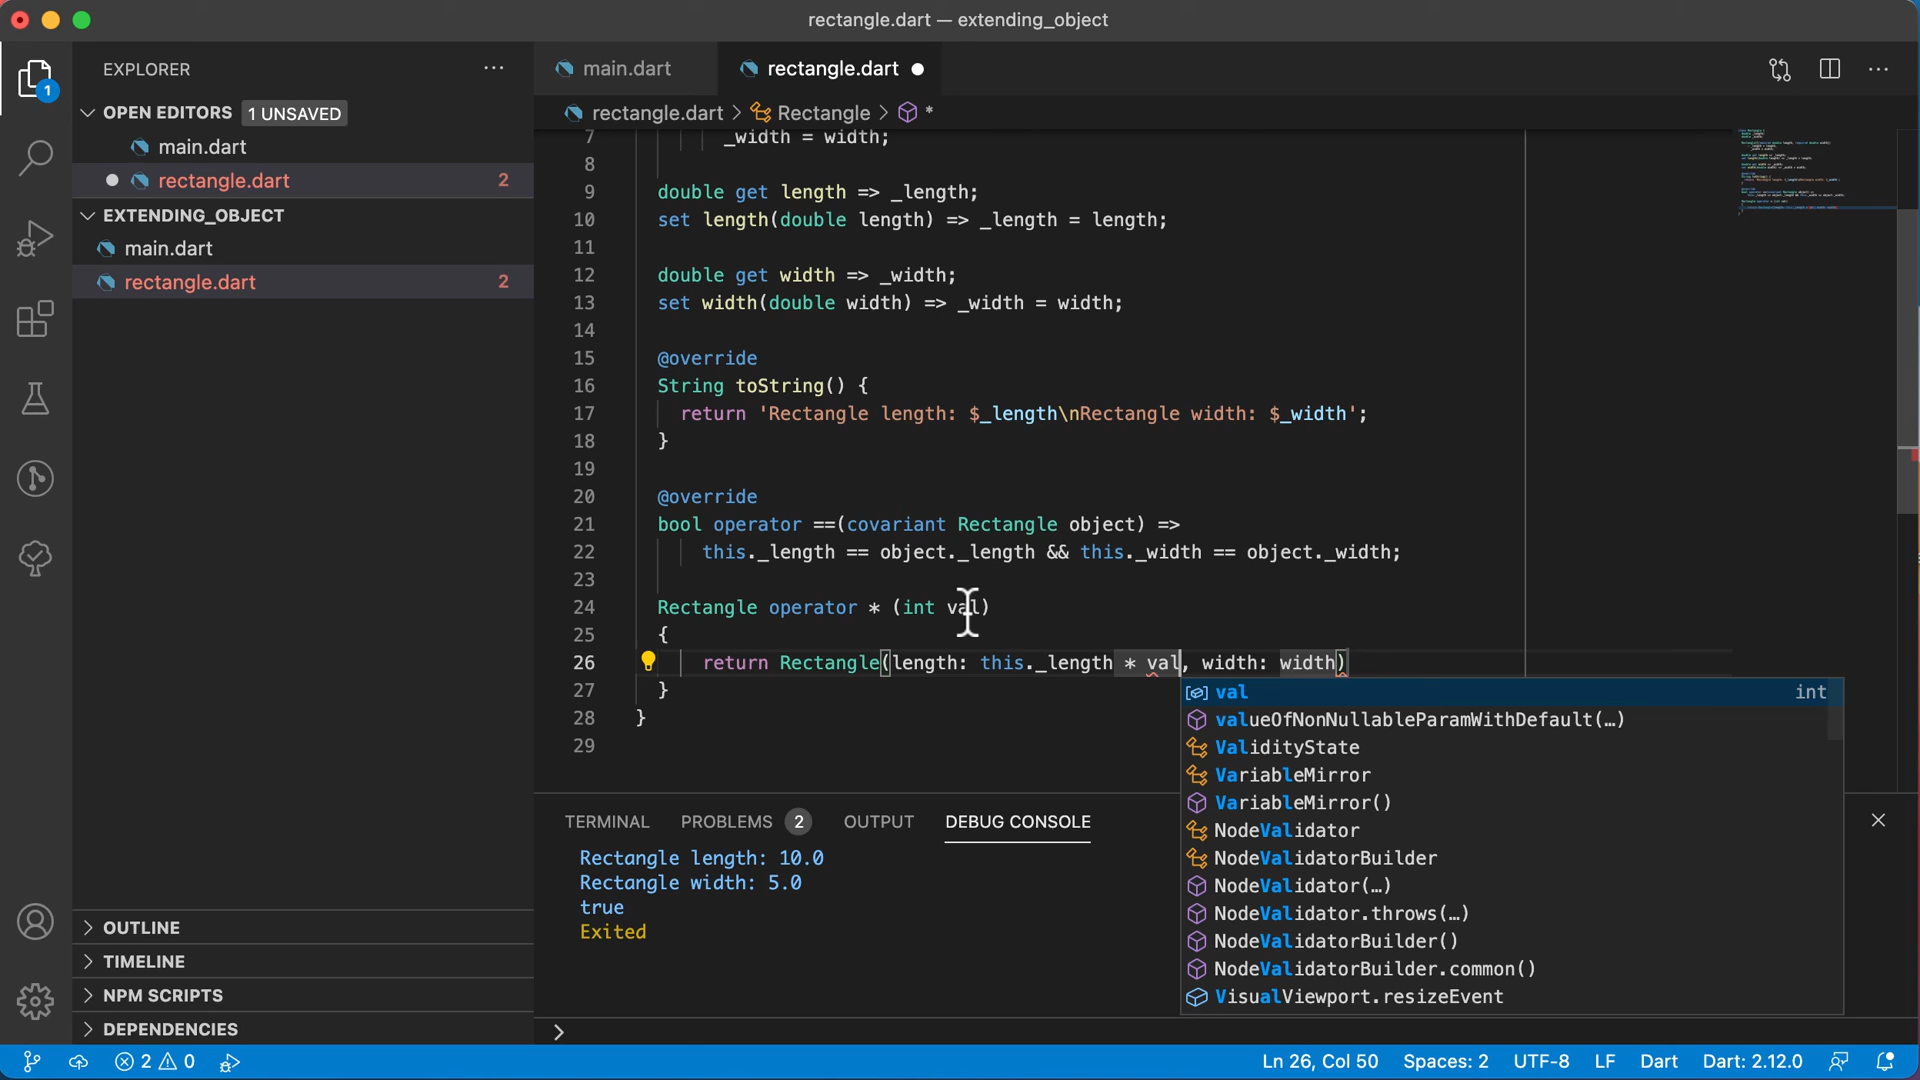 rectangle.dart — extending_object
EXPLORER
main.dart
rectangle.dart
1
OPEN EDITORS 1 UNSAVED
rectangle.dart > Rectangle > *
7 _width = width;
main.dart
8
rectangle.dart 2
9 double get length => _length;
EXTENDING_OBJECT
10 set length(double length) => _length = length;
main.dart
11
12 double get width => _width;
rectangle.dart 2
13 set width(double width) => _width = width;
14
15 @override
16 String toString() {
17 return 'Rectangle length: $_length\nRectangle width: $_width';
18 }
19
20 @override
21 bool operator ==(covariant Rectangle object) =>
22 this._length == object._length && this._width == object._width;
23
24 Rectangle operator * (int val)
25 {
26 return Rectangle(length: this._length * val, width: width)
27 }
28 }
29
val int
valueOfNonNullableParamWithDefault(…)
ValidityState
VariableMirror
VariableMirror()
NodeValidator
NodeValidatorBuilder
NodeValidator(…)
NodeValidator.throws(…)
NodeValidatorBuilder()
NodeValidatorBuilder.common()
VisualViewport.resizeEvent
TERMINAL PROBLEMS 2 OUTPUT DEBUG CONSOLE
Rectangle length: 10.0
Rectangle width: 5.0
true
Exited
>
OUTLINE
TIMELINE
NPM SCRIPTS
DEPENDENCIES
2 0
Ln 26, Col 50 Spaces: 2 UTF-8 LF Dart Dart: 2.12.0